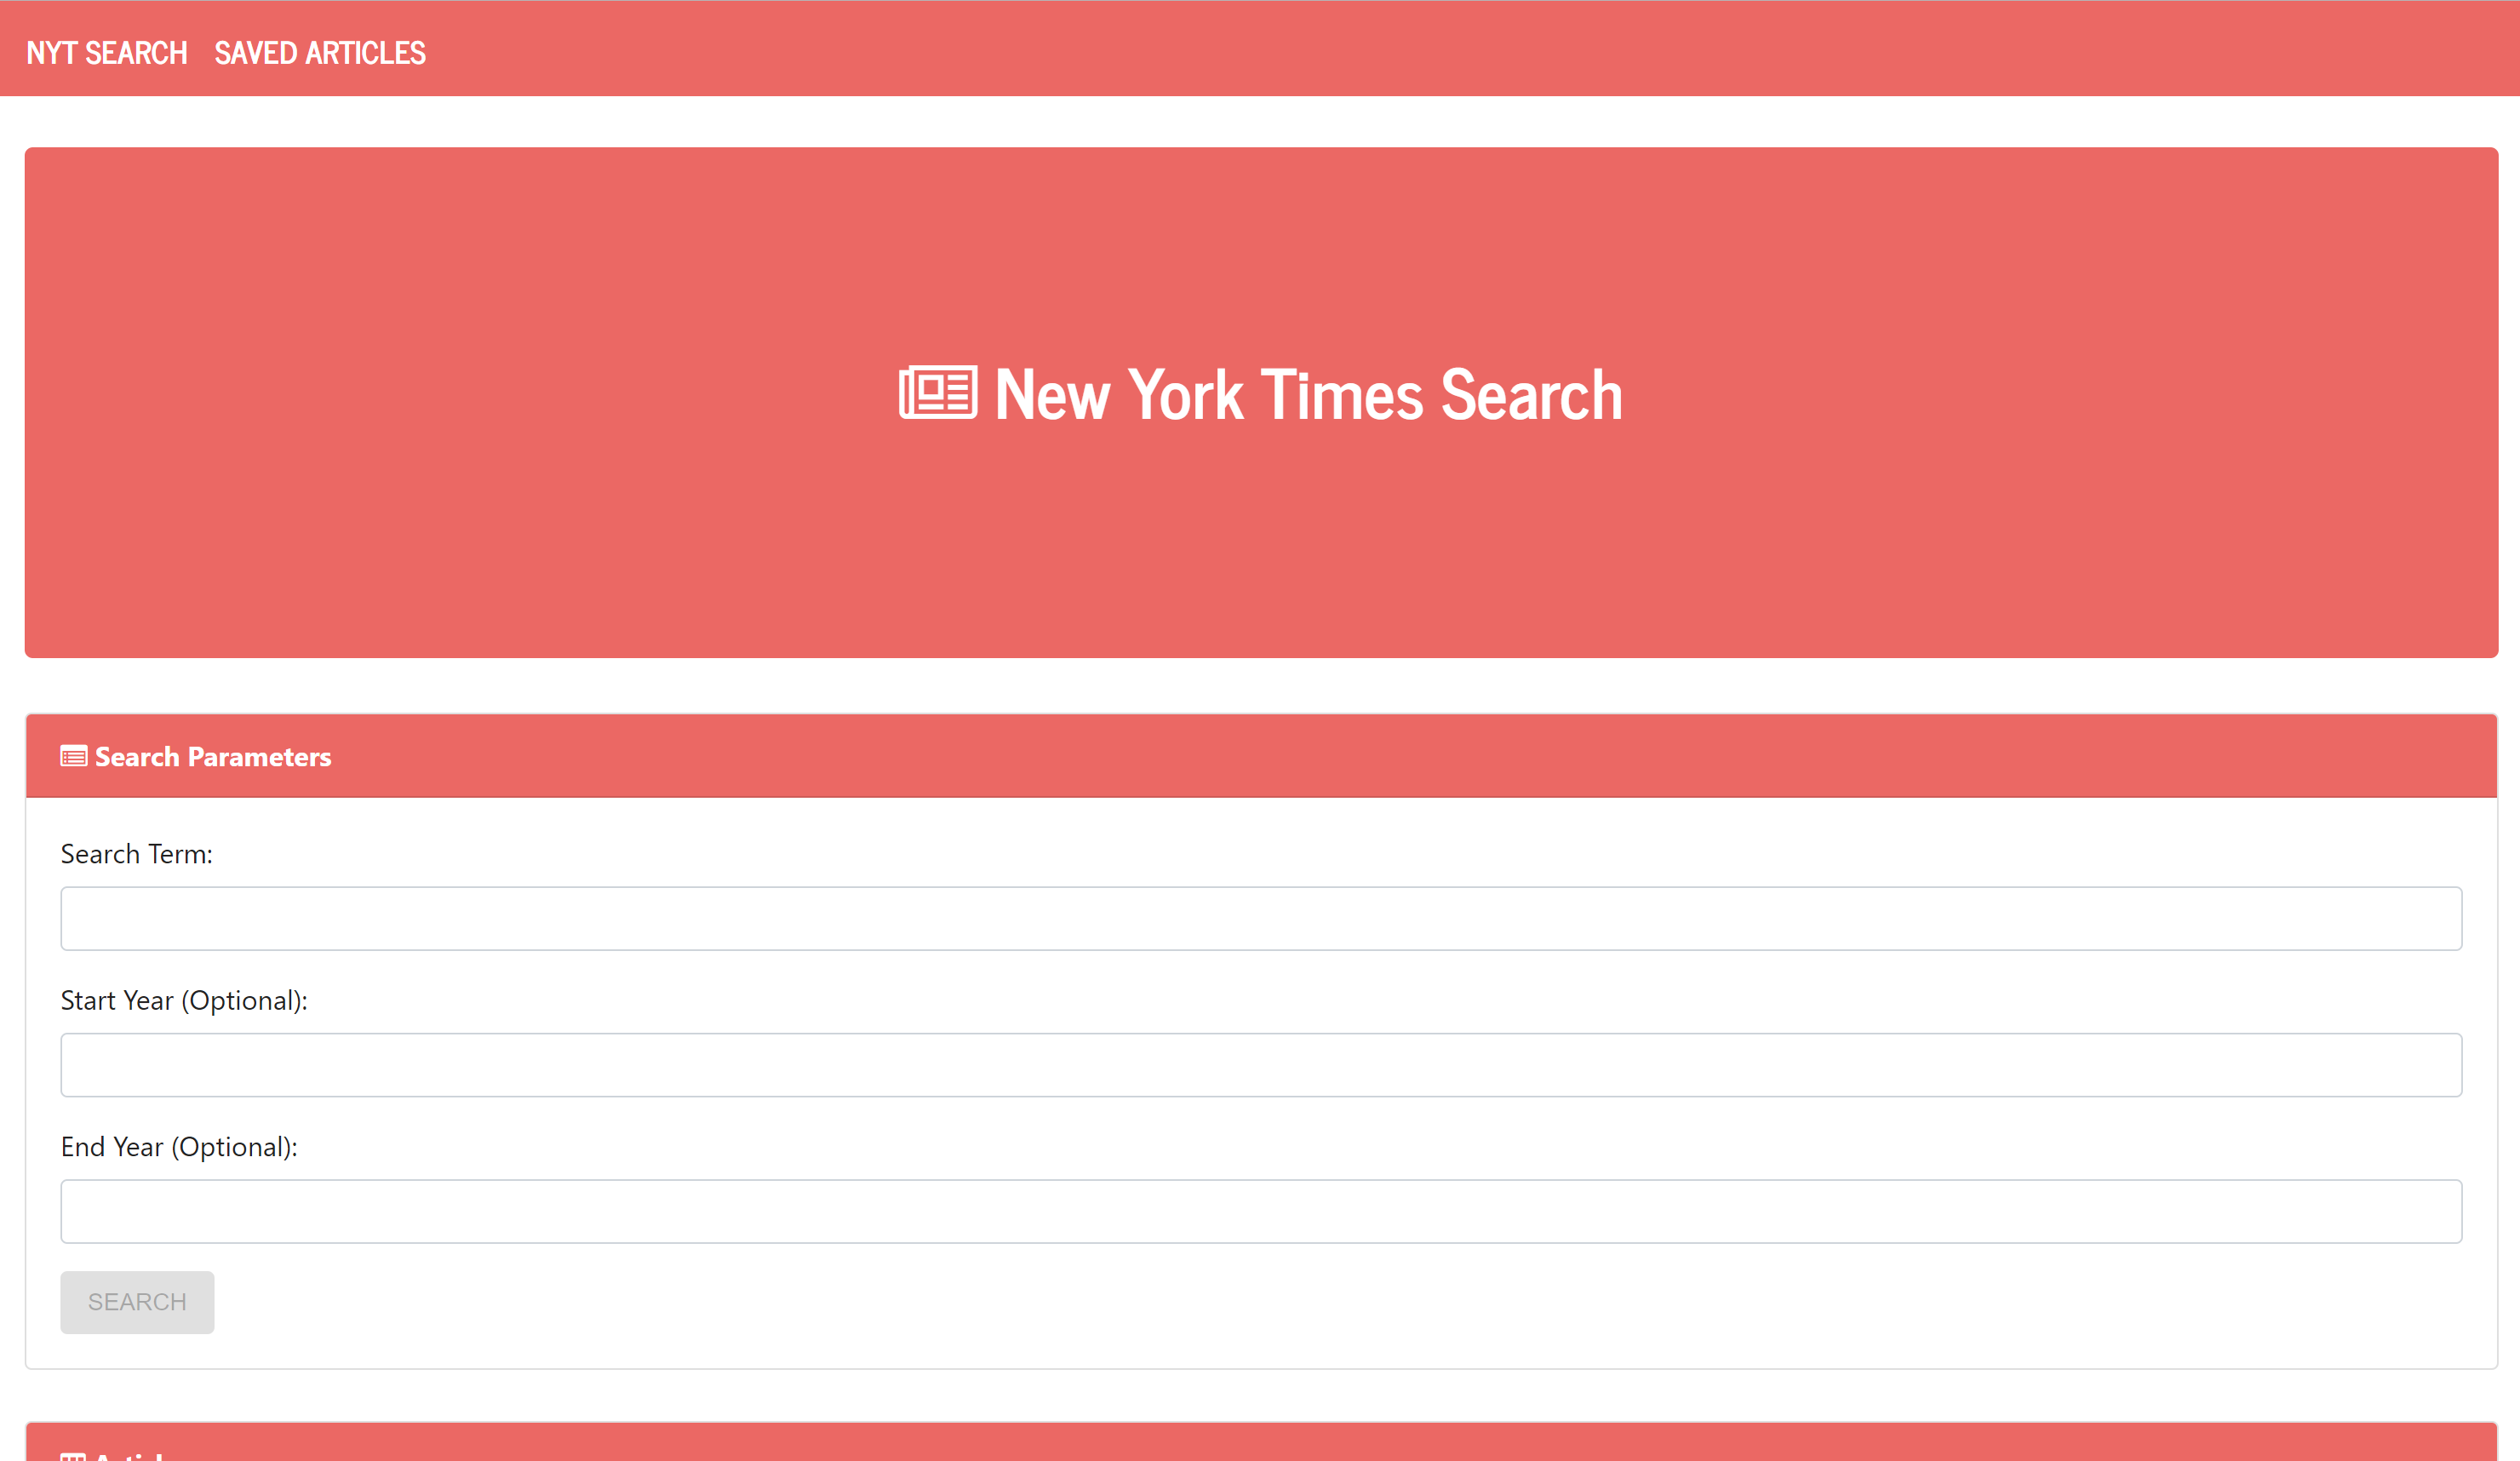 NYT SEARCH SAVED ARTICLES
New York Times Search
Search Parameters
Search Term:
Start Year (Optional):
End Year (Optional):
SEARCH